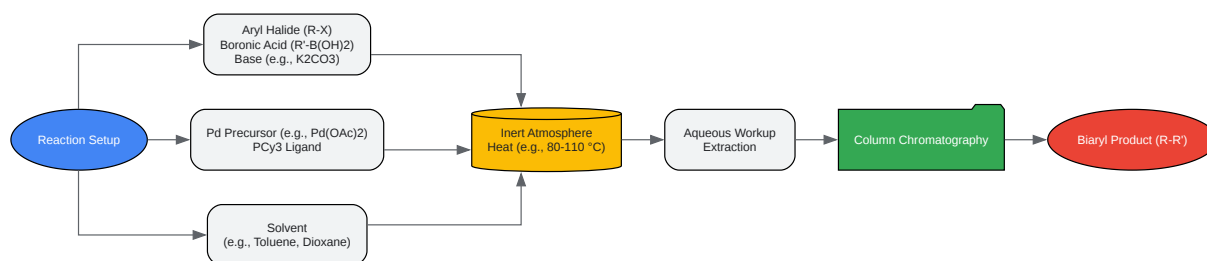 Reaction Setup
Aryl Halide (R-X)
Boronic Acid (R'-B(OH)2)
Base (e.g., K2CO3)
Pd Precursor (e.g., Pd(OAc)2)
PCy3 Ligand
Solvent
(e.g., Toluene, Dioxane)
Inert Atmosphere
Heat (e.g., 80-110 °C)
Aqueous Workup
Extraction
Column Chromatography
Biaryl Product (R-R')